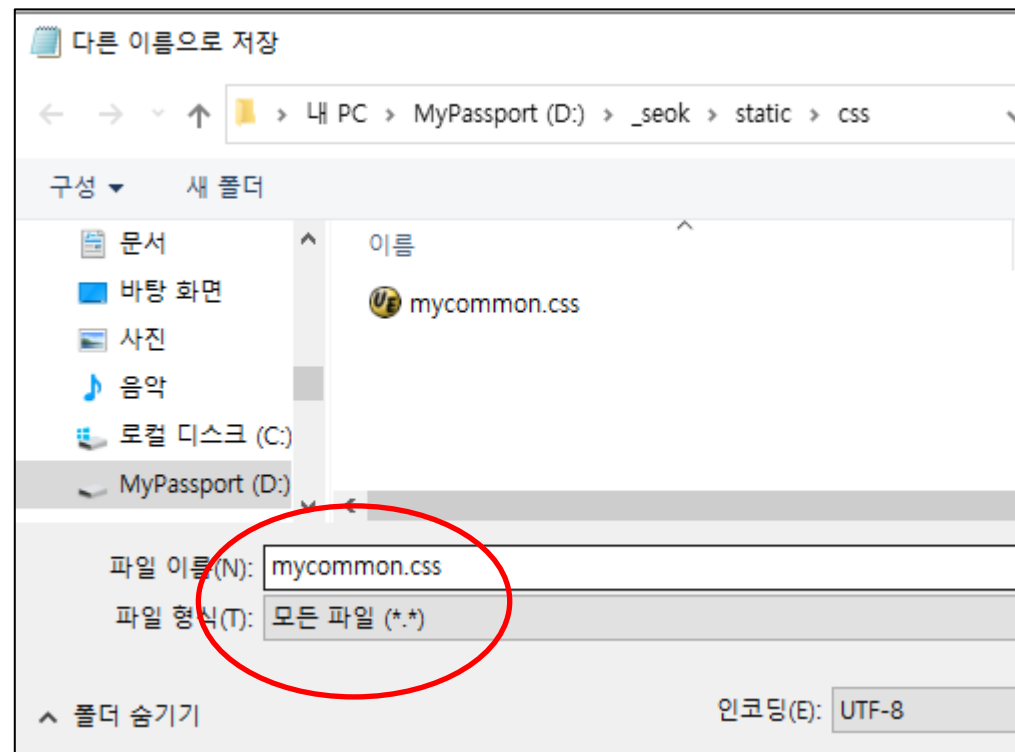 다른 이름으로 저장
내 PC > MyPassport (D:) > _seok > static > css
구성 새 폴더
문서
바탕 화면
사진
음악
로컬 디스크 (C:)
MyPassport (D:)
이름
mycommon.css
파일 이름(N): mycommon.css
파일 형식(T): 모든 파일 (*.*)
폴더 숨기기
인코딩(E): UTF-8